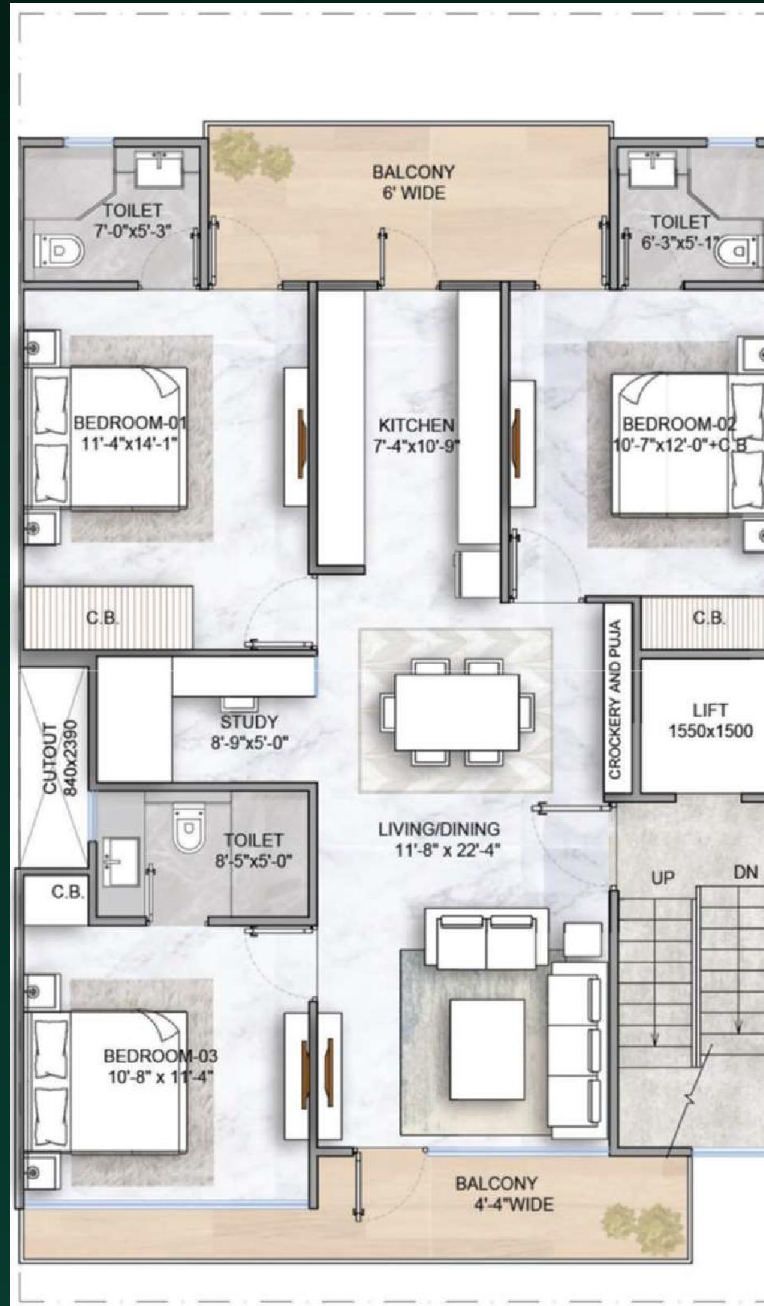 BALCONY
6' WIDE
TOILET
7'-0"x5'-3"
TOILET
6'-3"x5'-1"
BEDROOM-01
11'-4"x14'-1"
KITCHEN
7'-4"x10'-9"
BEDROOM-02
10'-7"x12'-0"+C.B
C.B.
C.B.
CROCKERY AND PUJA
LIFT
1550x1500
STUDY
8'-9"x5'-0"
CUTOUT
840x2390
TOILET
8'-5"x5'-0"
LIVING/DINING
11'-8" x 22'-4"
UP
DN
C.B.
BEDROOM-03
10'-8" x 11'-4"
BALCONY
4'-4"WIDE